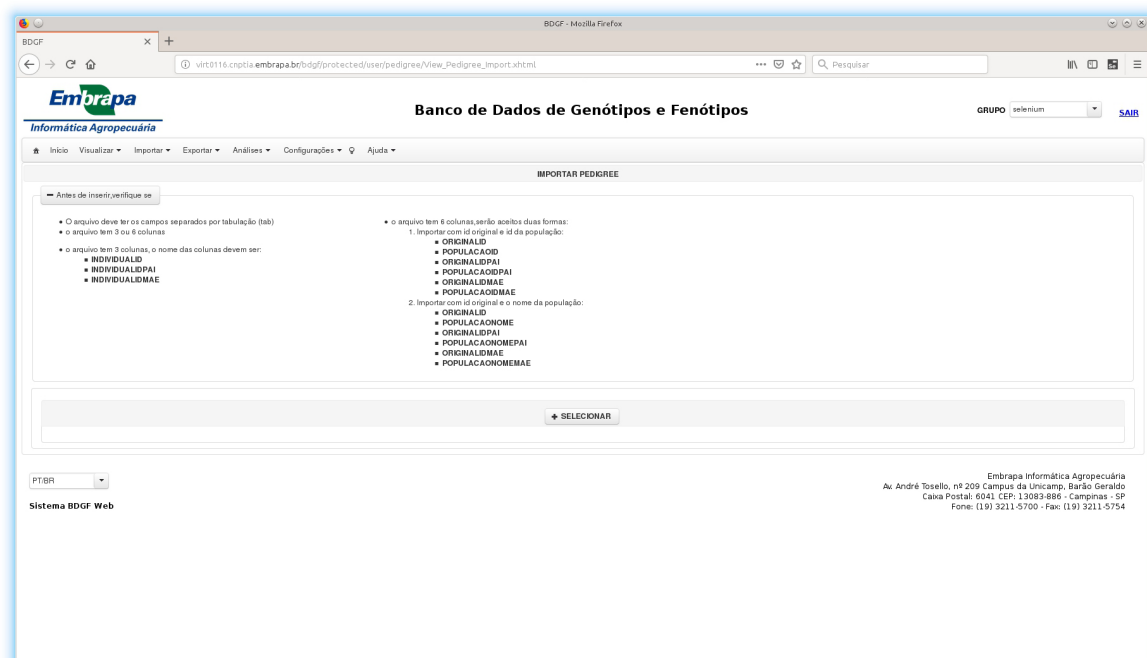 BDGF - Mozilla Firefox
BDGF
virt0116.cnptia.embrapa.br/bdgf/protected/user/pedigree/View_Pedigree_Import.xhtml
Pesquisar
Embrapa
Informática Agropecuária
Banco de Dados de Genótipos e Fenótipos
GRUPO selenium SAIR
Início Visualizar Importar Exportar Análises Configurações Ajuda
IMPORTAR PEDIGREE
Antes de inserir,verifique se
O arquivo deve ter os campos separados por tabulação (tab)
o arquivo tem 3 ou 6 colunas
o arquivo tem 3 colunas, o nome das colunas devem ser:
INDIVIDUALID
INDIVIDUALIDPAI
INDIVIDUALIDMAE
o arquivo tem 6 colunas,serão aceitos duas formas:
1. Importar com id original e id da população:
ORIGINALID
POPULACAOID
ORIGINALIDPAI
POPULACAOIDPAI
ORIGINALIDMAE
POPULACAOIDMAE
2. Importar com id original e o nome da população:
ORIGINALID
POPULACAONOME
ORIGINALIDPAI
POPULACAONOMEPAI
ORIGINALIDMAE
POPULACAONOMEMAE
SELECIONAR
PT/BR
Sistema BDGF Web
Embrapa Informática Agropecuária
Av. André Tosello, nº 209 Campus da Unicamp, Barão Geraldo
Caixa Postal: 6041 CEP: 13083-886 - Campinas - SP
Fone: (19) 3211-5700 - Fax: (19) 3211-5754